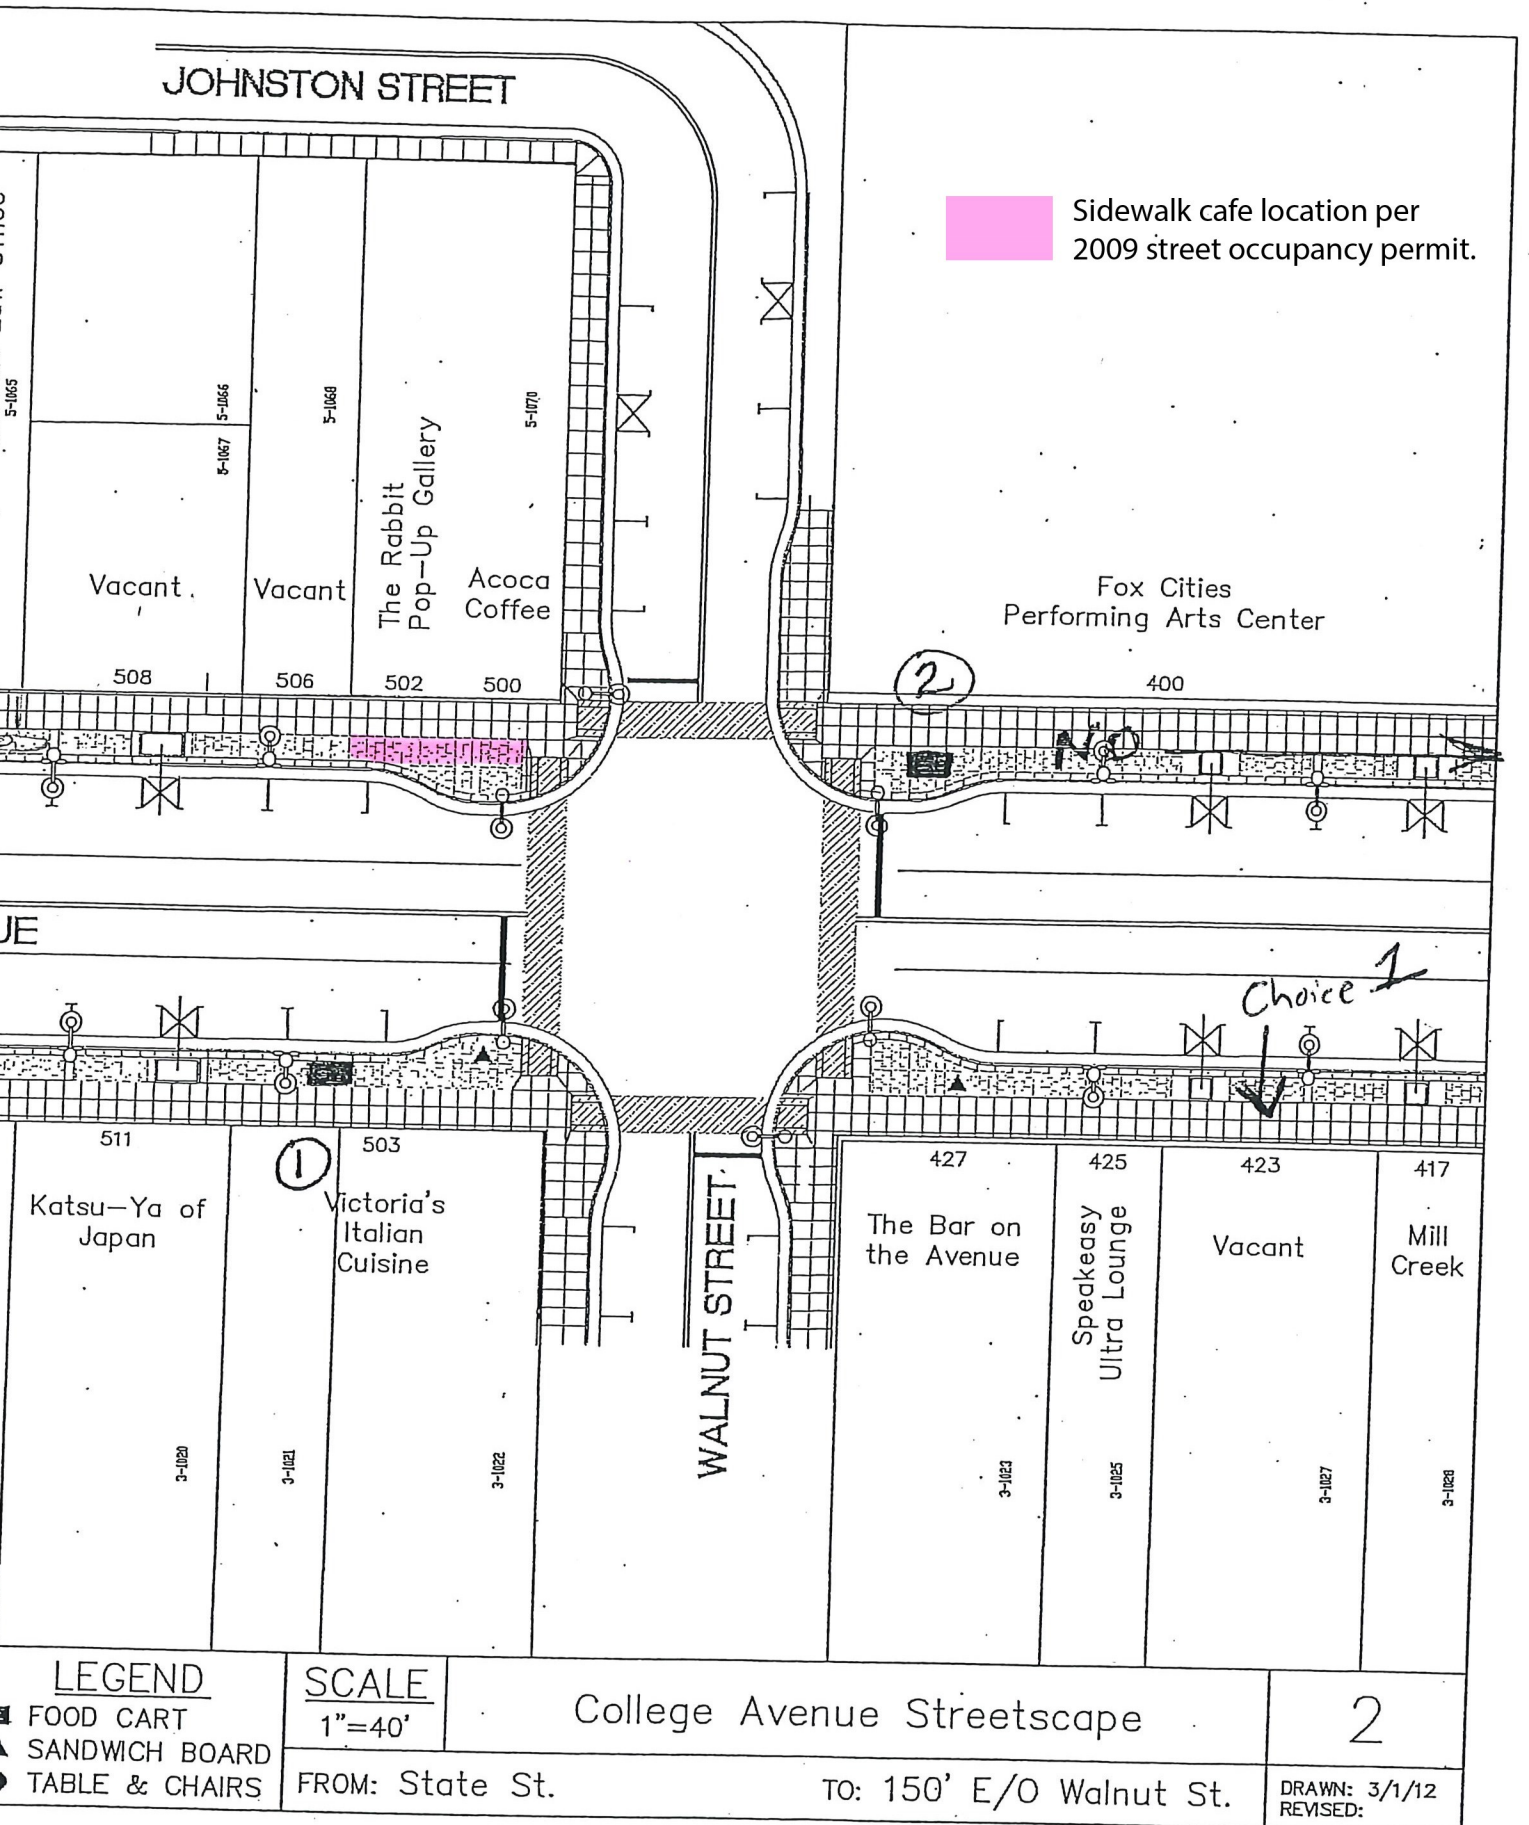 JOHNSTON STREET
Sidewalk cafe location per
2009 street occupancy permit.
5-1065
5-1066
5-1067
5-1068
5-1070
Vacant
Vacant
The Rabbit
Pop-Up Gallery
Acoca
Coffee
Fox Cities
Performing Arts Center
508
506
502
500
2
400
No
UE
Choice 1
511
1
503
427
425
423
417
Katsu-Ya of
Japan
Victoria's
Italian
Cuisine
WALNUT STREET
The Bar on
the Avenue
Speakeasy
Ultra Lounge
Vacant
Mill
Creek
3-1020
3-1021
3-1022
3-1023
3-1025
3-1027
3-1028
LEGEND
FOOD CART
SANDWICH BOARD
TABLE & CHAIRS
SCALE
1"=40'
College Avenue Streetscape
2
FROM: State St.
TO: 150' E/O Walnut St.
DRAWN: 3/1/12
REVISED: